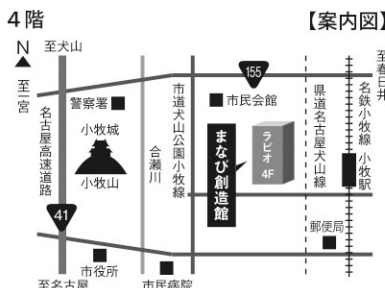 4階
【案内図】
N
至犬山
至春日井
至一宮
155
警察署
市民会館
小牧城
小牧山
名古屋高速道路
合瀬川
市道犬山公園小牧線
まなび創造館
ラピオ
4F
県道名古屋犬山線
名鉄小牧線
小牧駅
41
郵便局
市役所
市民病院
至名古屋